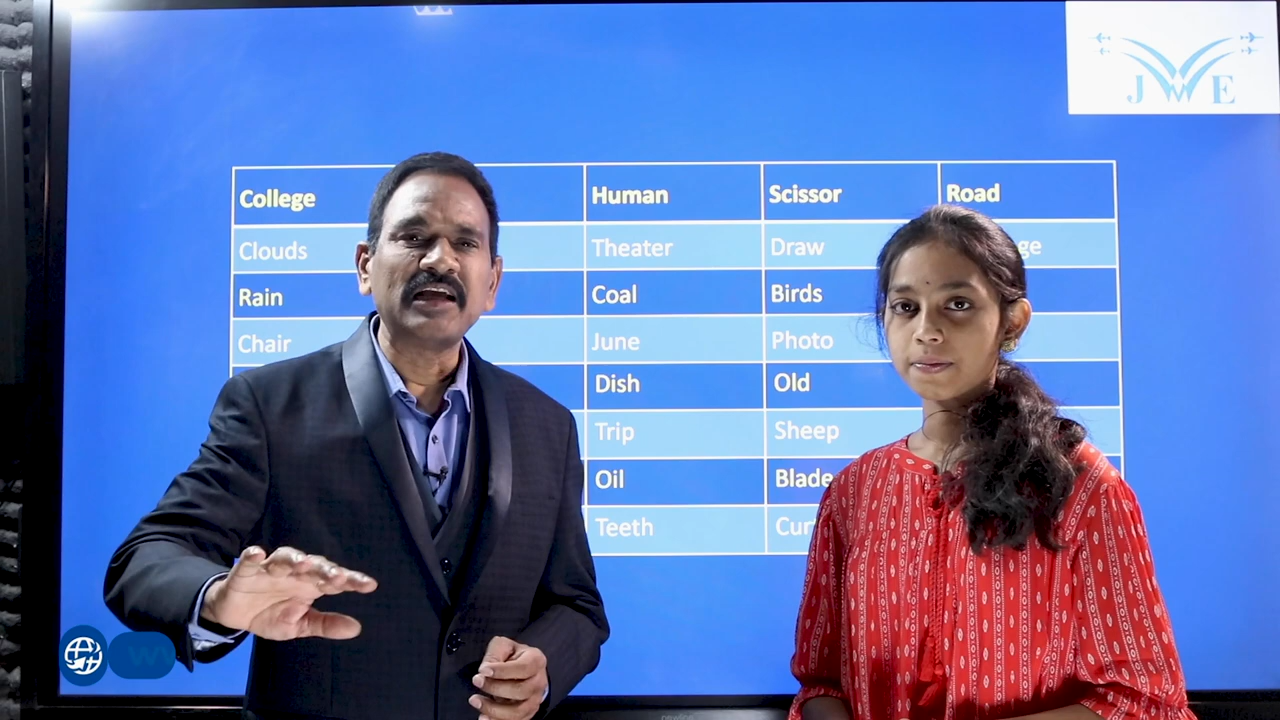 JWE
College Human Scissor Road
Clouds Theater Draw
Rain Coal Birds
Chair June Photo
Dish Old
Trip Sheep
Oil Blade
Teeth